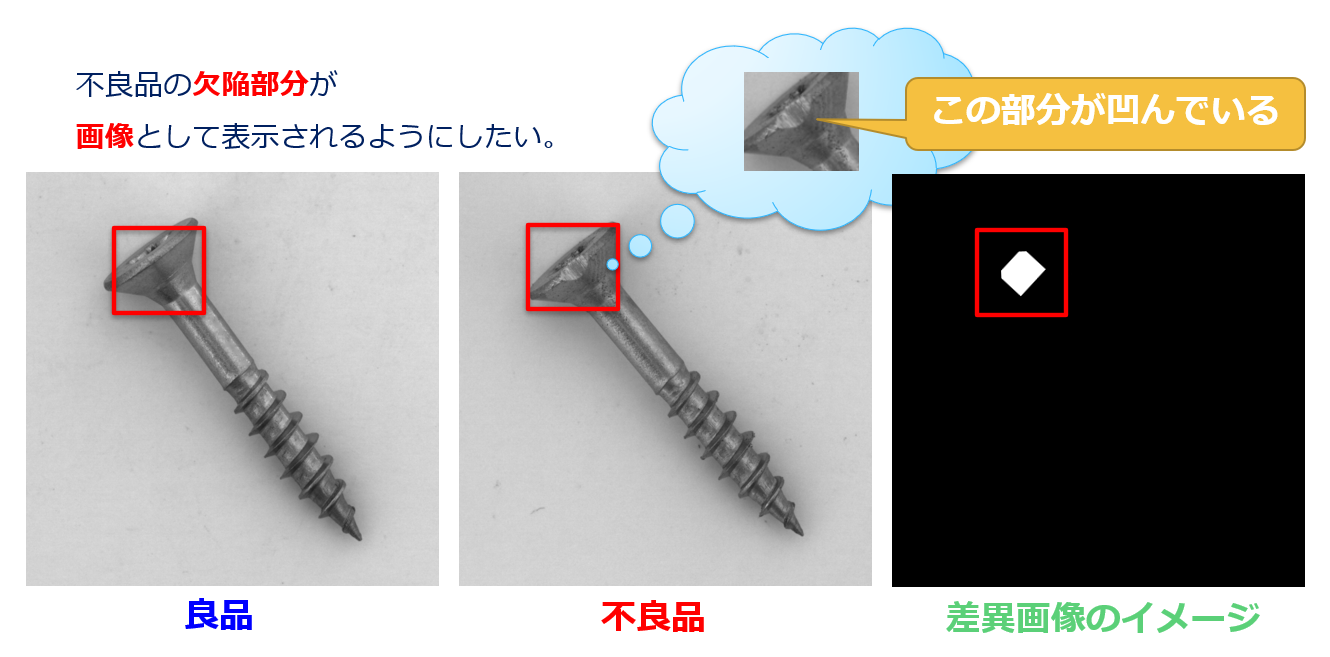 不良品の欠陥部分が
画像として表示されるようにしたい。
この部分が凹んでいる
良品
不良品
差異画像のイメージ